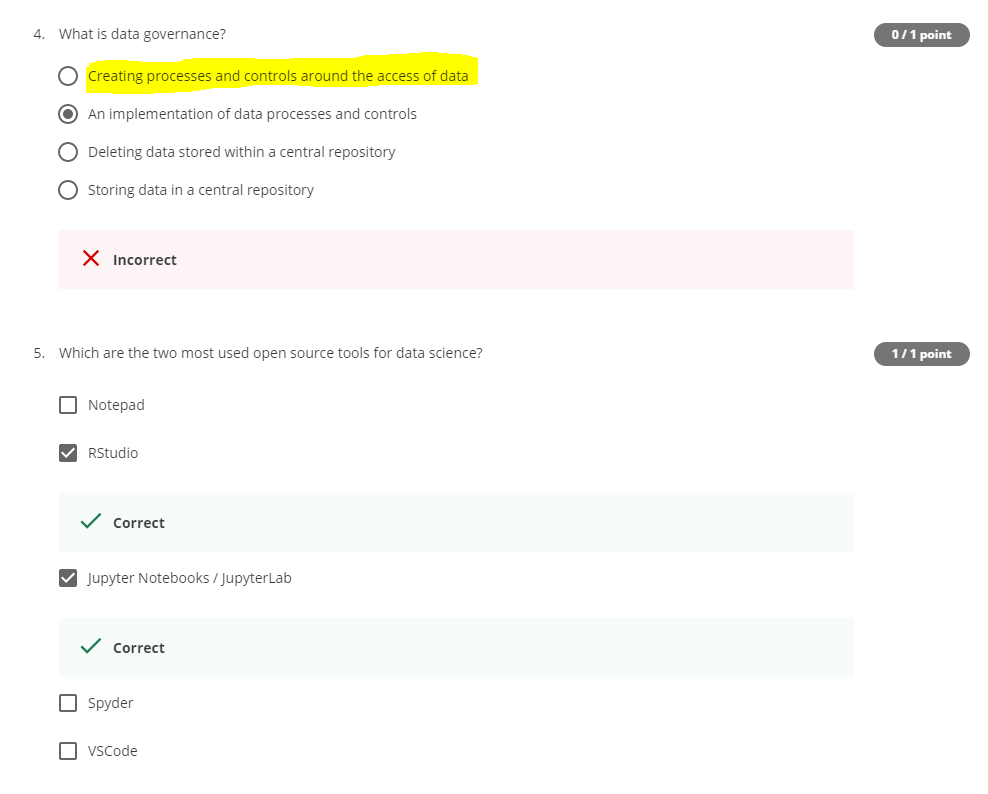 4. What is data governance?
0 / 1 point
Creating processes and controls around the access of data
An implementation of data processes and controls
Deleting data stored within a central repository
Storing data in a central repository
Incorrect
5. Which are the two most used open source tools for data science?
1 / 1 point
Notepad
RStudio
Correct
Jupyter Notebooks / JupyterLab
Correct
Spyder
VSCode